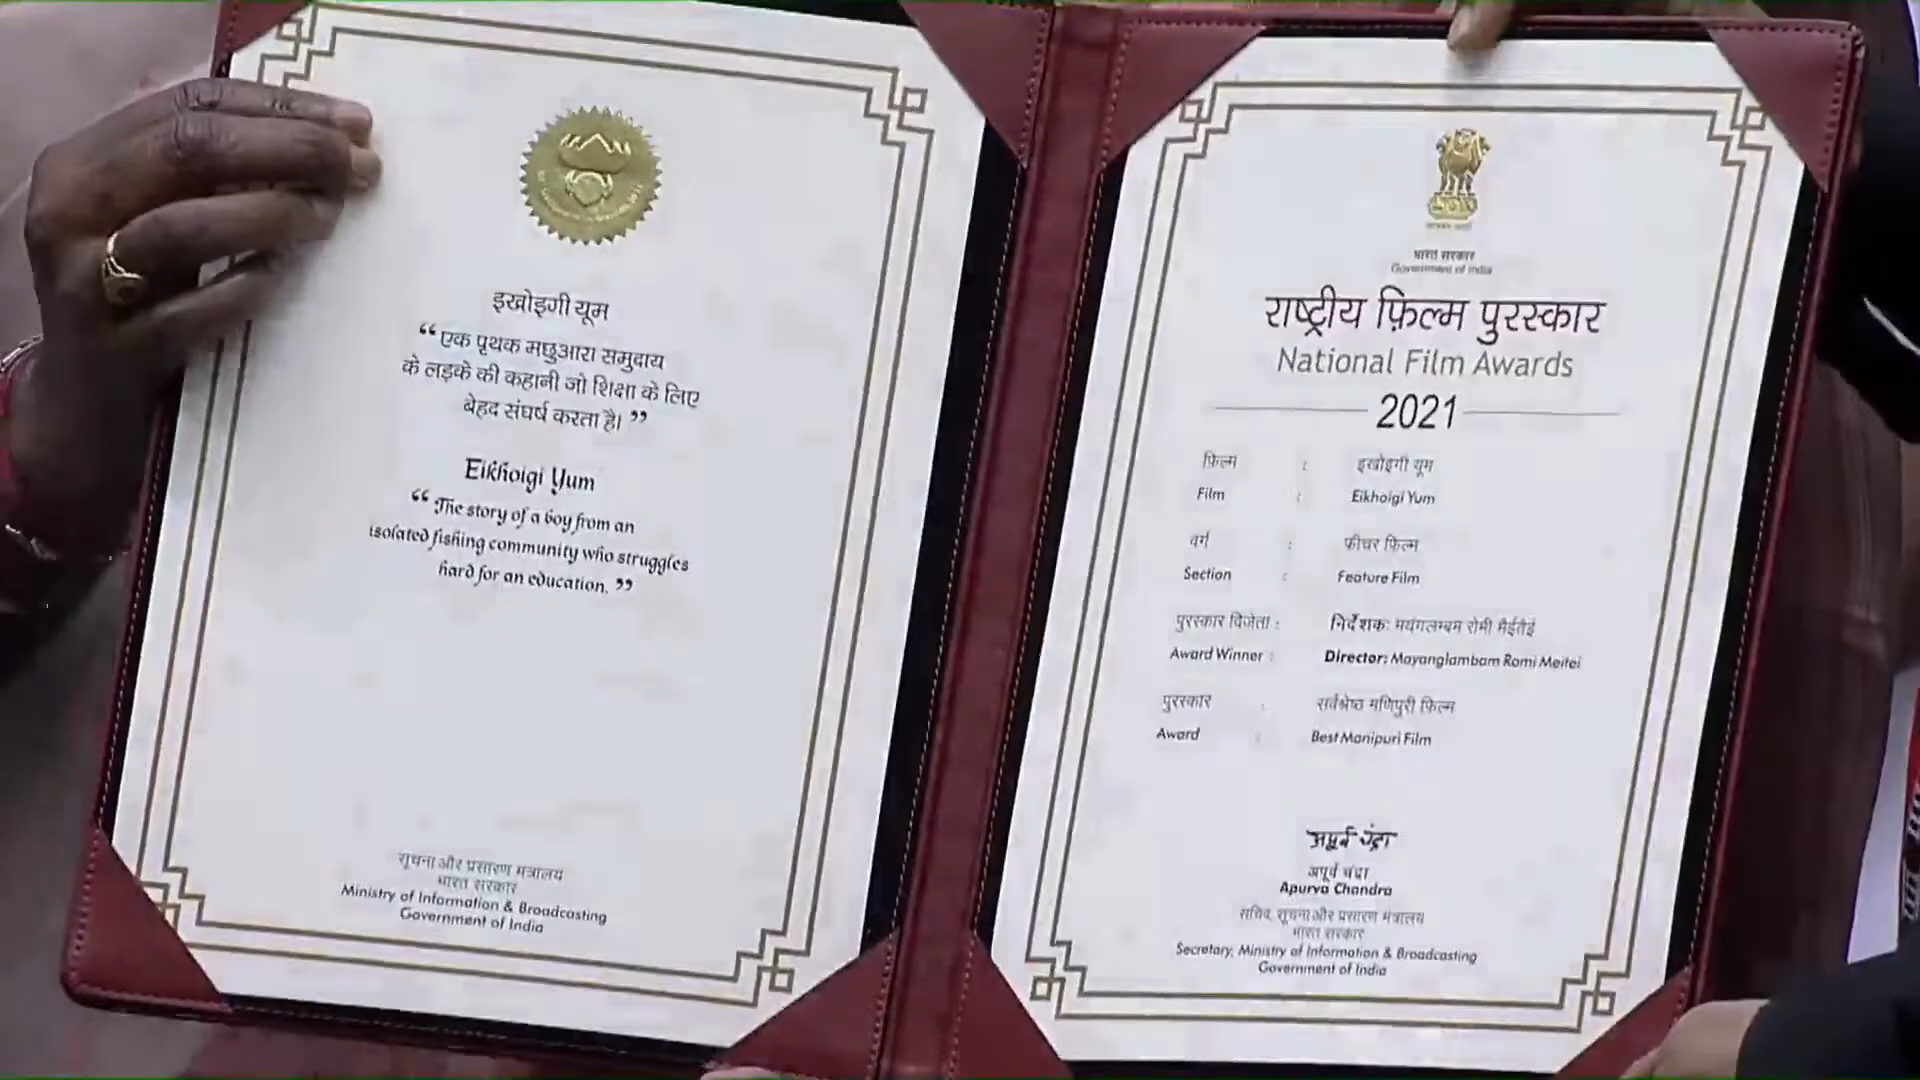 इखोइगी यूम
“ एक पृथक मछुआरा समुदाय
के लड़के की कहानी जो शिक्षा के लिए
बेहद संघर्ष करता है। ”
Eikhoigi Yum
“ The story of a boy from an
isolated fishing community who struggles
hard for an education. ”
सूचना और प्रसारण मंत्रालय
भारत सरकार
Ministry of Information & Broadcasting
Government of India
भारत सरकार
Government of India
राष्ट्रीय फ़िल्म पुरस्कार
National Film Awards
2021
फ़िल्म : इखोइगी यूम
Film : Eikhoigi Yum
वर्ग : फीचर फ़िल्म
Section : Feature Film
पुरस्कार विजेता : निर्देशक: मयंगलम्बम रोमी मैईतैई
Award Winner : Director: Mayanglambam Romi Meitei
पुरस्कार : सर्वश्रेष्ठ मणिपुरी फ़िल्म
Award : Best Manipuri Film
अपूर्व चंद्रा
अपूर्व चंद्रा
Apurva Chandra
सचिव, सूचना और प्रसारण मंत्रालय
भारत सरकार
Secretary, Ministry of Information & Broadcasting
Government of India